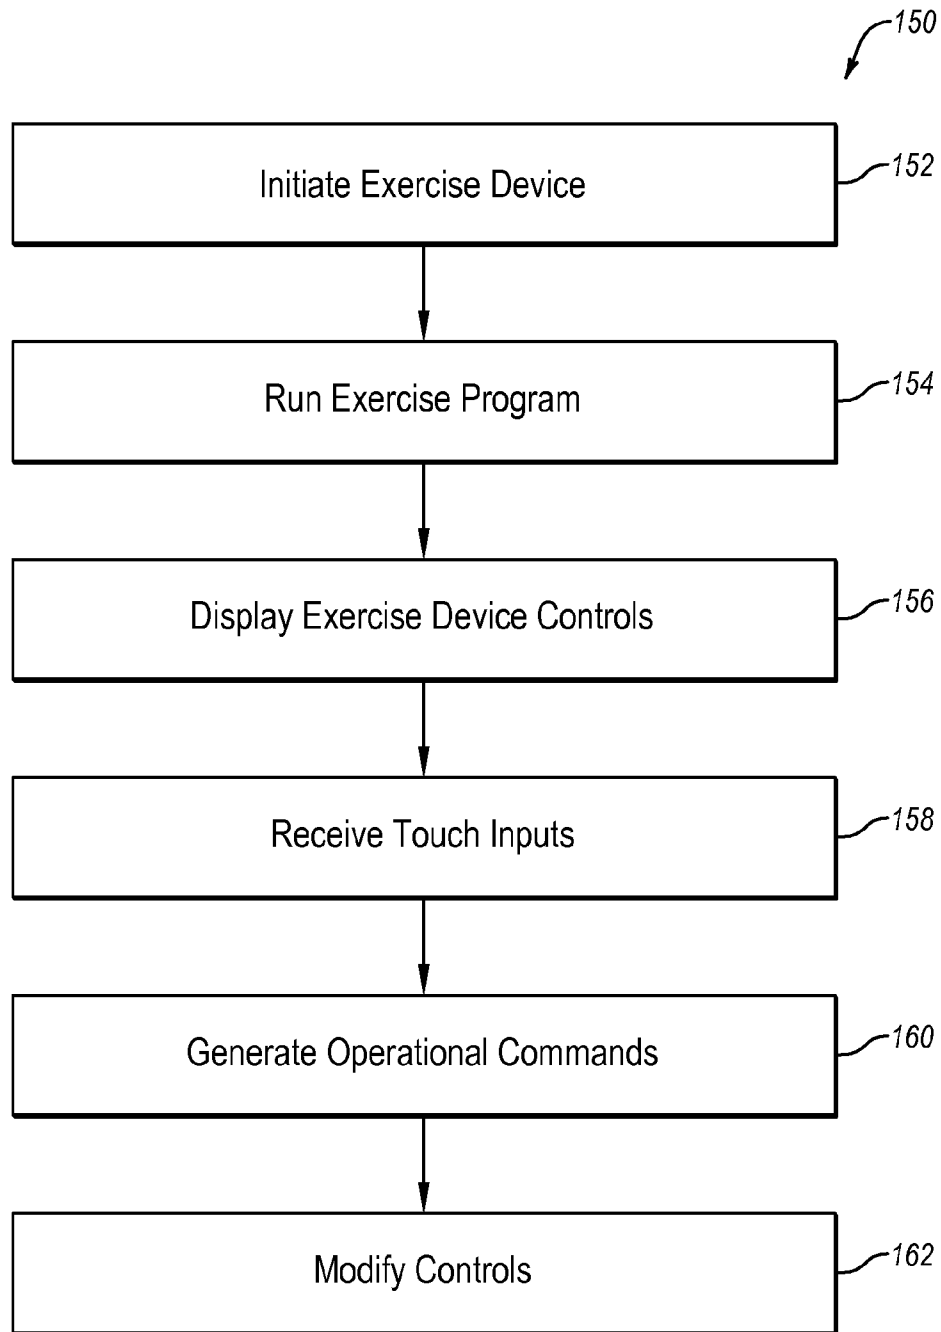 150
Initiate Exercise Device
152
Run Exercise Program
154
Display Exercise Device Controls
156
Receive Touch Inputs
158
Generate Operational Commands
160
Modify Controls
162